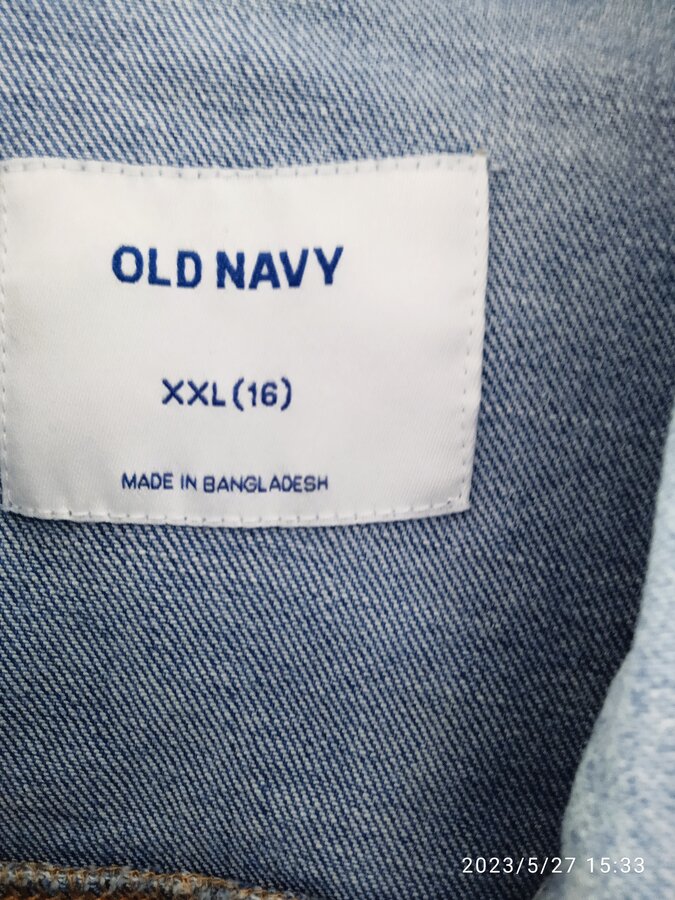 OLD NAVY
XXL (16)
MADE IN BANGLADESH
2023/5/27 15:33